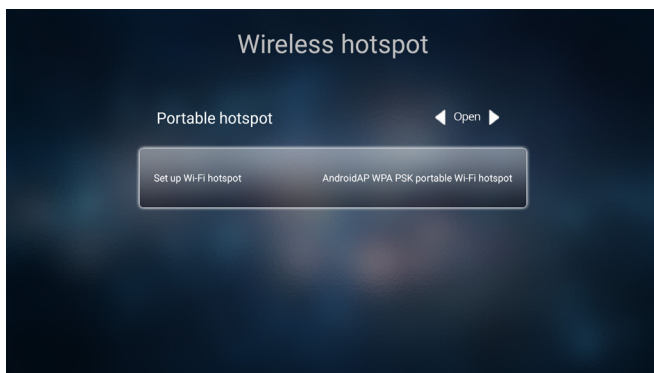 Wireless hotspot
Portable hotspot Open
Set up Wi-Fi hotspot AndroidAP WPA PSK portable Wi-Fi hotspot